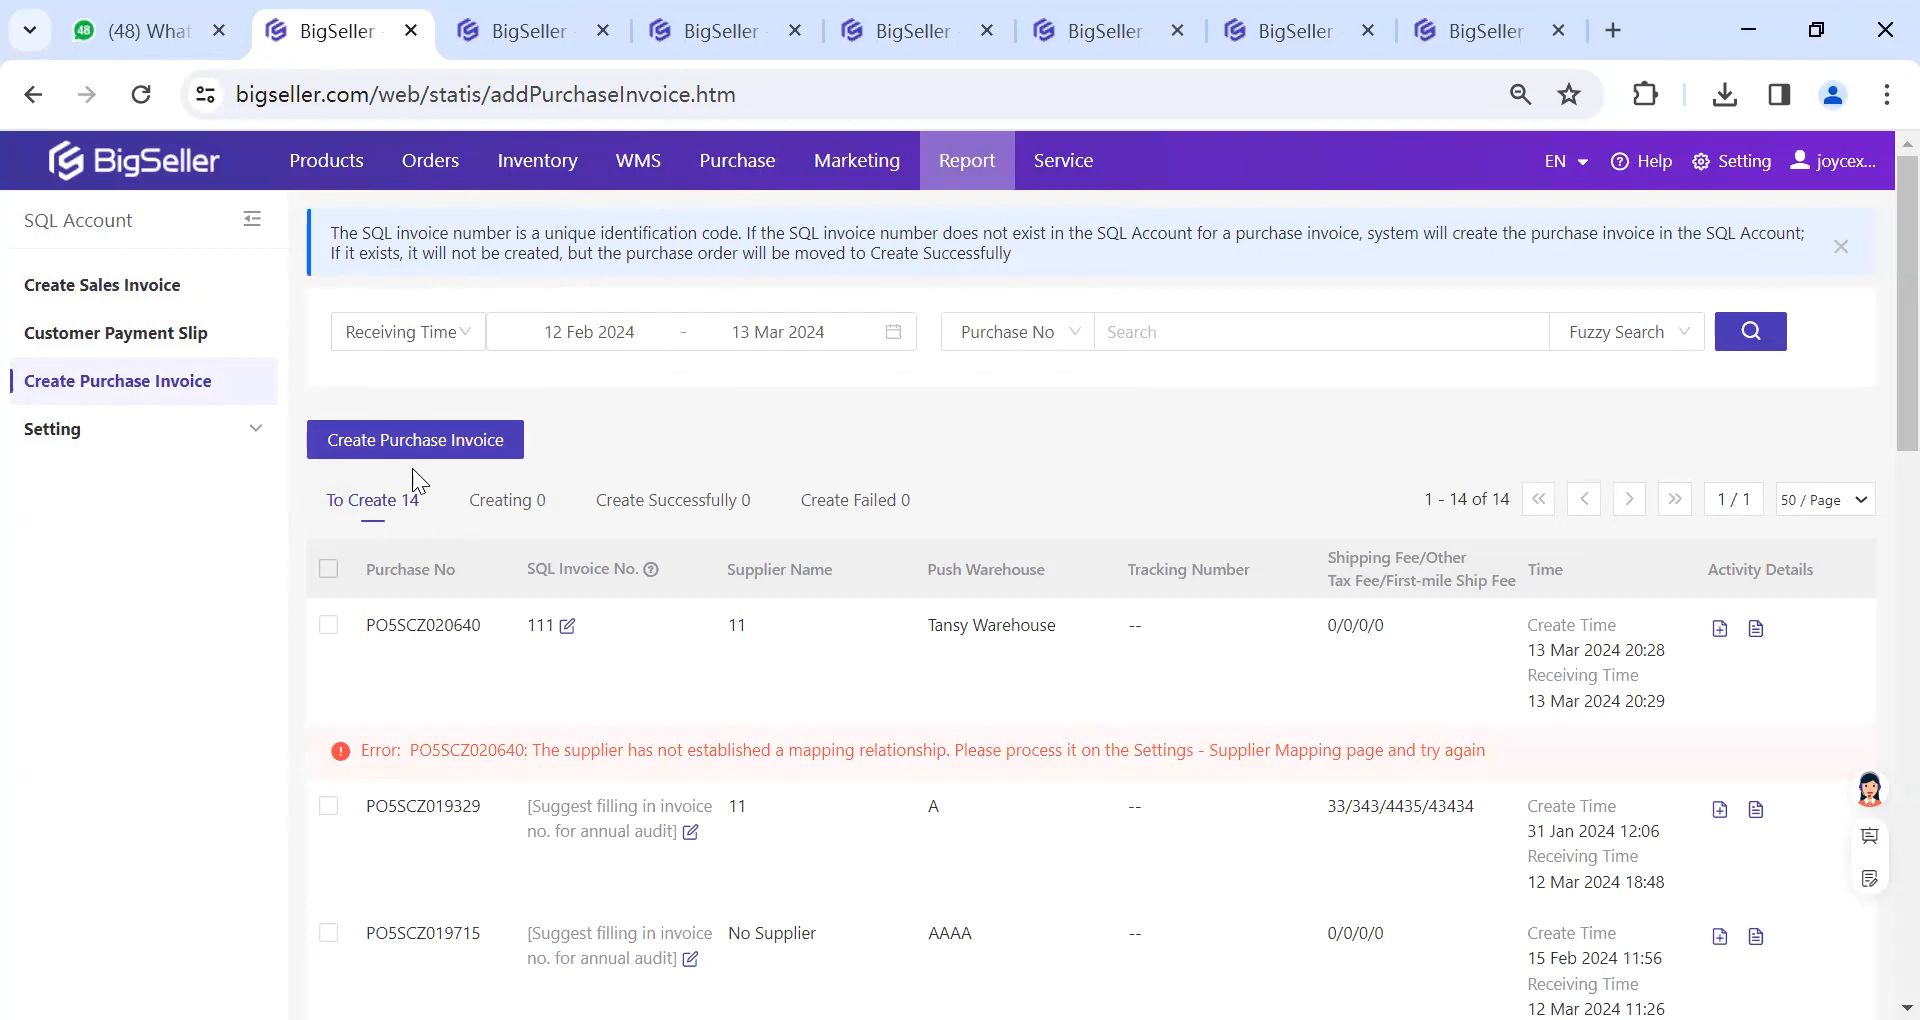 (48) What
BigSeller
BigSeller
BigSeller
BigSeller
BigSeller
BigSeller
BigSeller
bigseller.com/web/statis/addPurchaseInvoice.htm
BigSeller
Products
Orders
Inventory
WMS
Purchase
Marketing
Report
Service
EN
Help
Setting
joycex...
SQL Account
Create Sales Invoice
Customer Payment Slip
Create Purchase Invoice
Setting
The SQL invoice number is a unique identification code. If the SQL invoice number does not exist in the SQL Account for a purchase invoice, system will create the purchase invoice in the SQL Account;
If it exists, it will not be created, but the purchase order will be moved to Create Successfully
Receiving Time
12 Feb 2024 - 13 Mar 2024
Purchase No
Search
Fuzzy Search
Create Purchase Invoice
To Create 14
Creating 0
Create Successfully 0
Create Failed 0
1 - 14 of 14
1 / 1
50 / Page
Purchase No
SQL Invoice No.
Supplier Name
Push Warehouse
Tracking Number
Shipping Fee/Other
Tax Fee/First-mile Ship Fee
Time
Activity Details
PO5SCZ020640
111
11
Tansy Warehouse
--
0/0/0/0
Create Time
13 Mar 2024 20:28
Receiving Time
13 Mar 2024 20:29
Error: PO5SCZ020640: The supplier has not established a mapping relationship. Please process it on the Settings - Supplier Mapping page and try again
PO5SCZ019329
[Suggest filling in invoice
no. for annual audit]
11
A
--
33/343/4435/43434
Create Time
31 Jan 2024 12:06
Receiving Time
12 Mar 2024 18:48
PO5SCZ019715
[Suggest filling in invoice
no. for annual audit]
No Supplier
AAAA
--
0/0/0/0
Create Time
15 Feb 2024 11:56
Receiving Time
12 Mar 2024 11:26